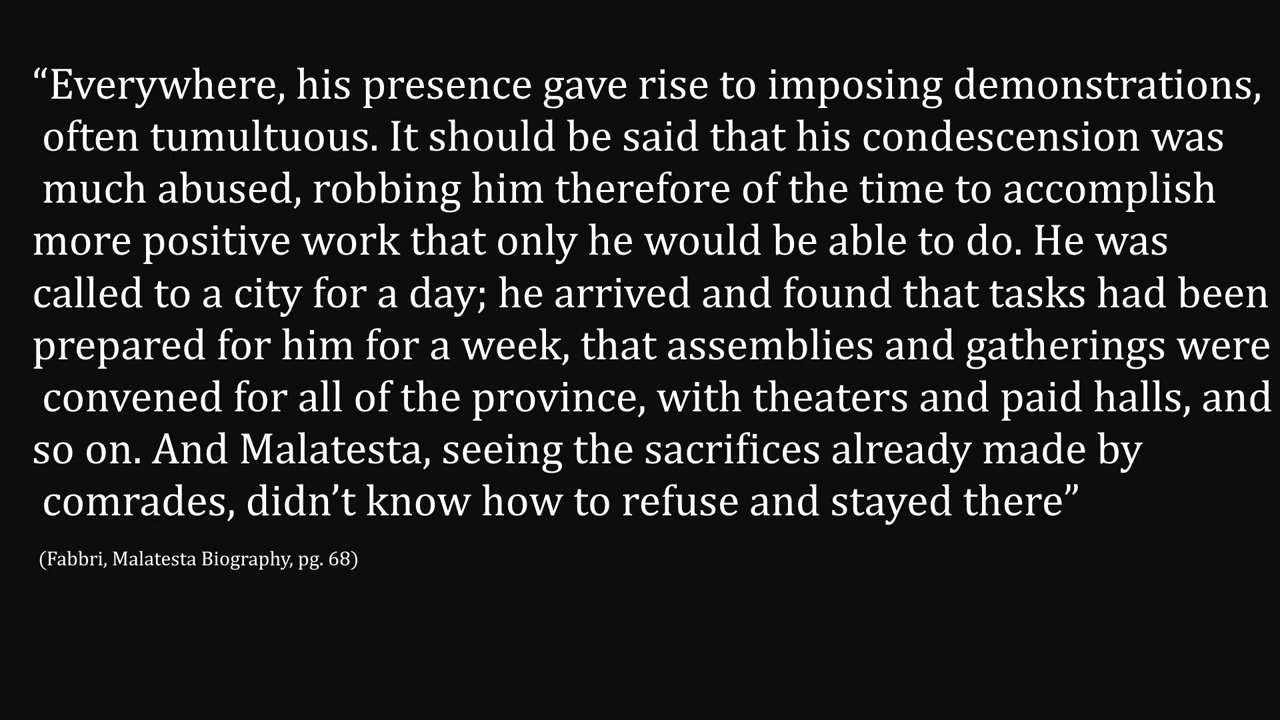 “Everywhere, his presence gave rise to imposing demonstrations,
often tumultuous. It should be said that his condescension was
much abused, robbing him therefore of the time to accomplish
more positive work that only he would be able to do. He was
called to a city for a day; he arrived and found that tasks had been
prepared for him for a week, that assemblies and gatherings were
convened for all of the province, with theaters and paid halls, and
so on. And Malatesta, seeing the sacrifices already made by
comrades, didn’t know how to refuse and stayed there”
(Fabbri, Malatesta Biography, pg. 68)